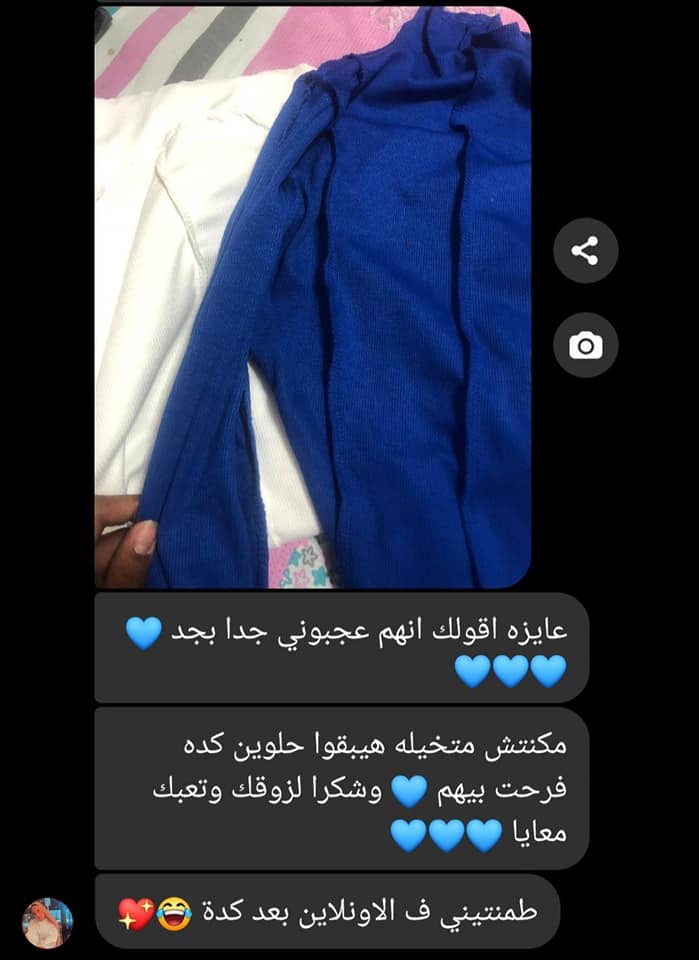 عايزه اقولك انهم عجبوني جدا بجد 💙
💙💙💙
مكنتش متخيله هيبقوا حلوين كده
فرحت بيهم 💙 وشكرا لزوقك وتعبك
معايا 💙💙💙
طمنتيني ف الاونلاين بعد كدة 😂💖